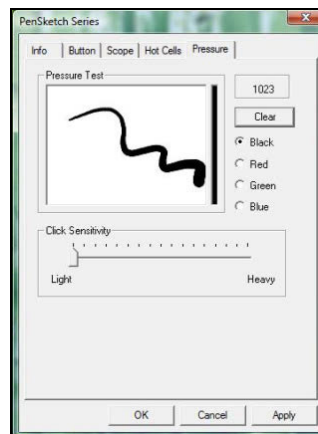 PenSketch Series
Info Button Scope Hot Cells Pressure
Pressure Test
1023
Clear
Black
Red
Green
Blue
Click Sensitivity
Light Heavy
OK Cancel Apply